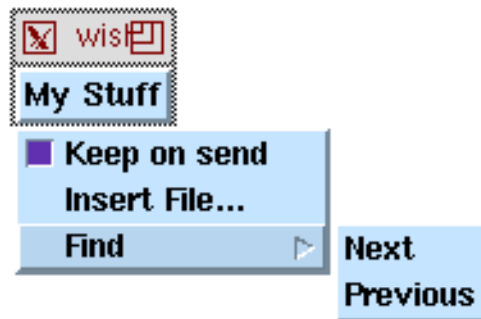 wish
My Stuff
Keep on send
Insert File...
Find
Next
Previous